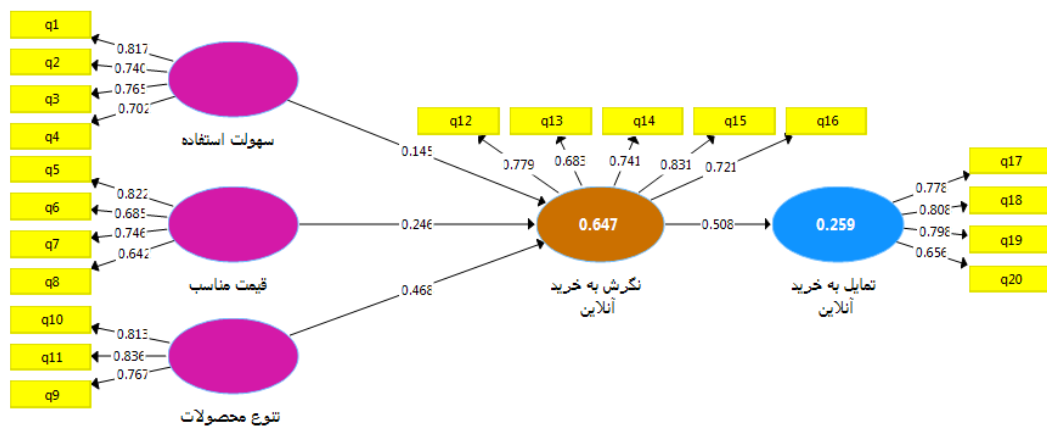 q1
0.817
q2
0.740
q3
0.765
q4
0.702
سهولت استفاده
q5
0.822
q6
0.685
q7
0.746
q8
0.642
قیمت مناسب
q10
0.813
q11
0.836
q9
0.767
تنوع محصولات
0.145
0.246
0.468
q12
q13
q14
q15
q16
0.779
0.683
0.741
0.831
0.721
0.647
نگرش به خرید
آنلاین
0.508
0.259
تمایل به خرید
آنلاین
q17
0.778
q18
0.808
q19
0.798
q20
0.656